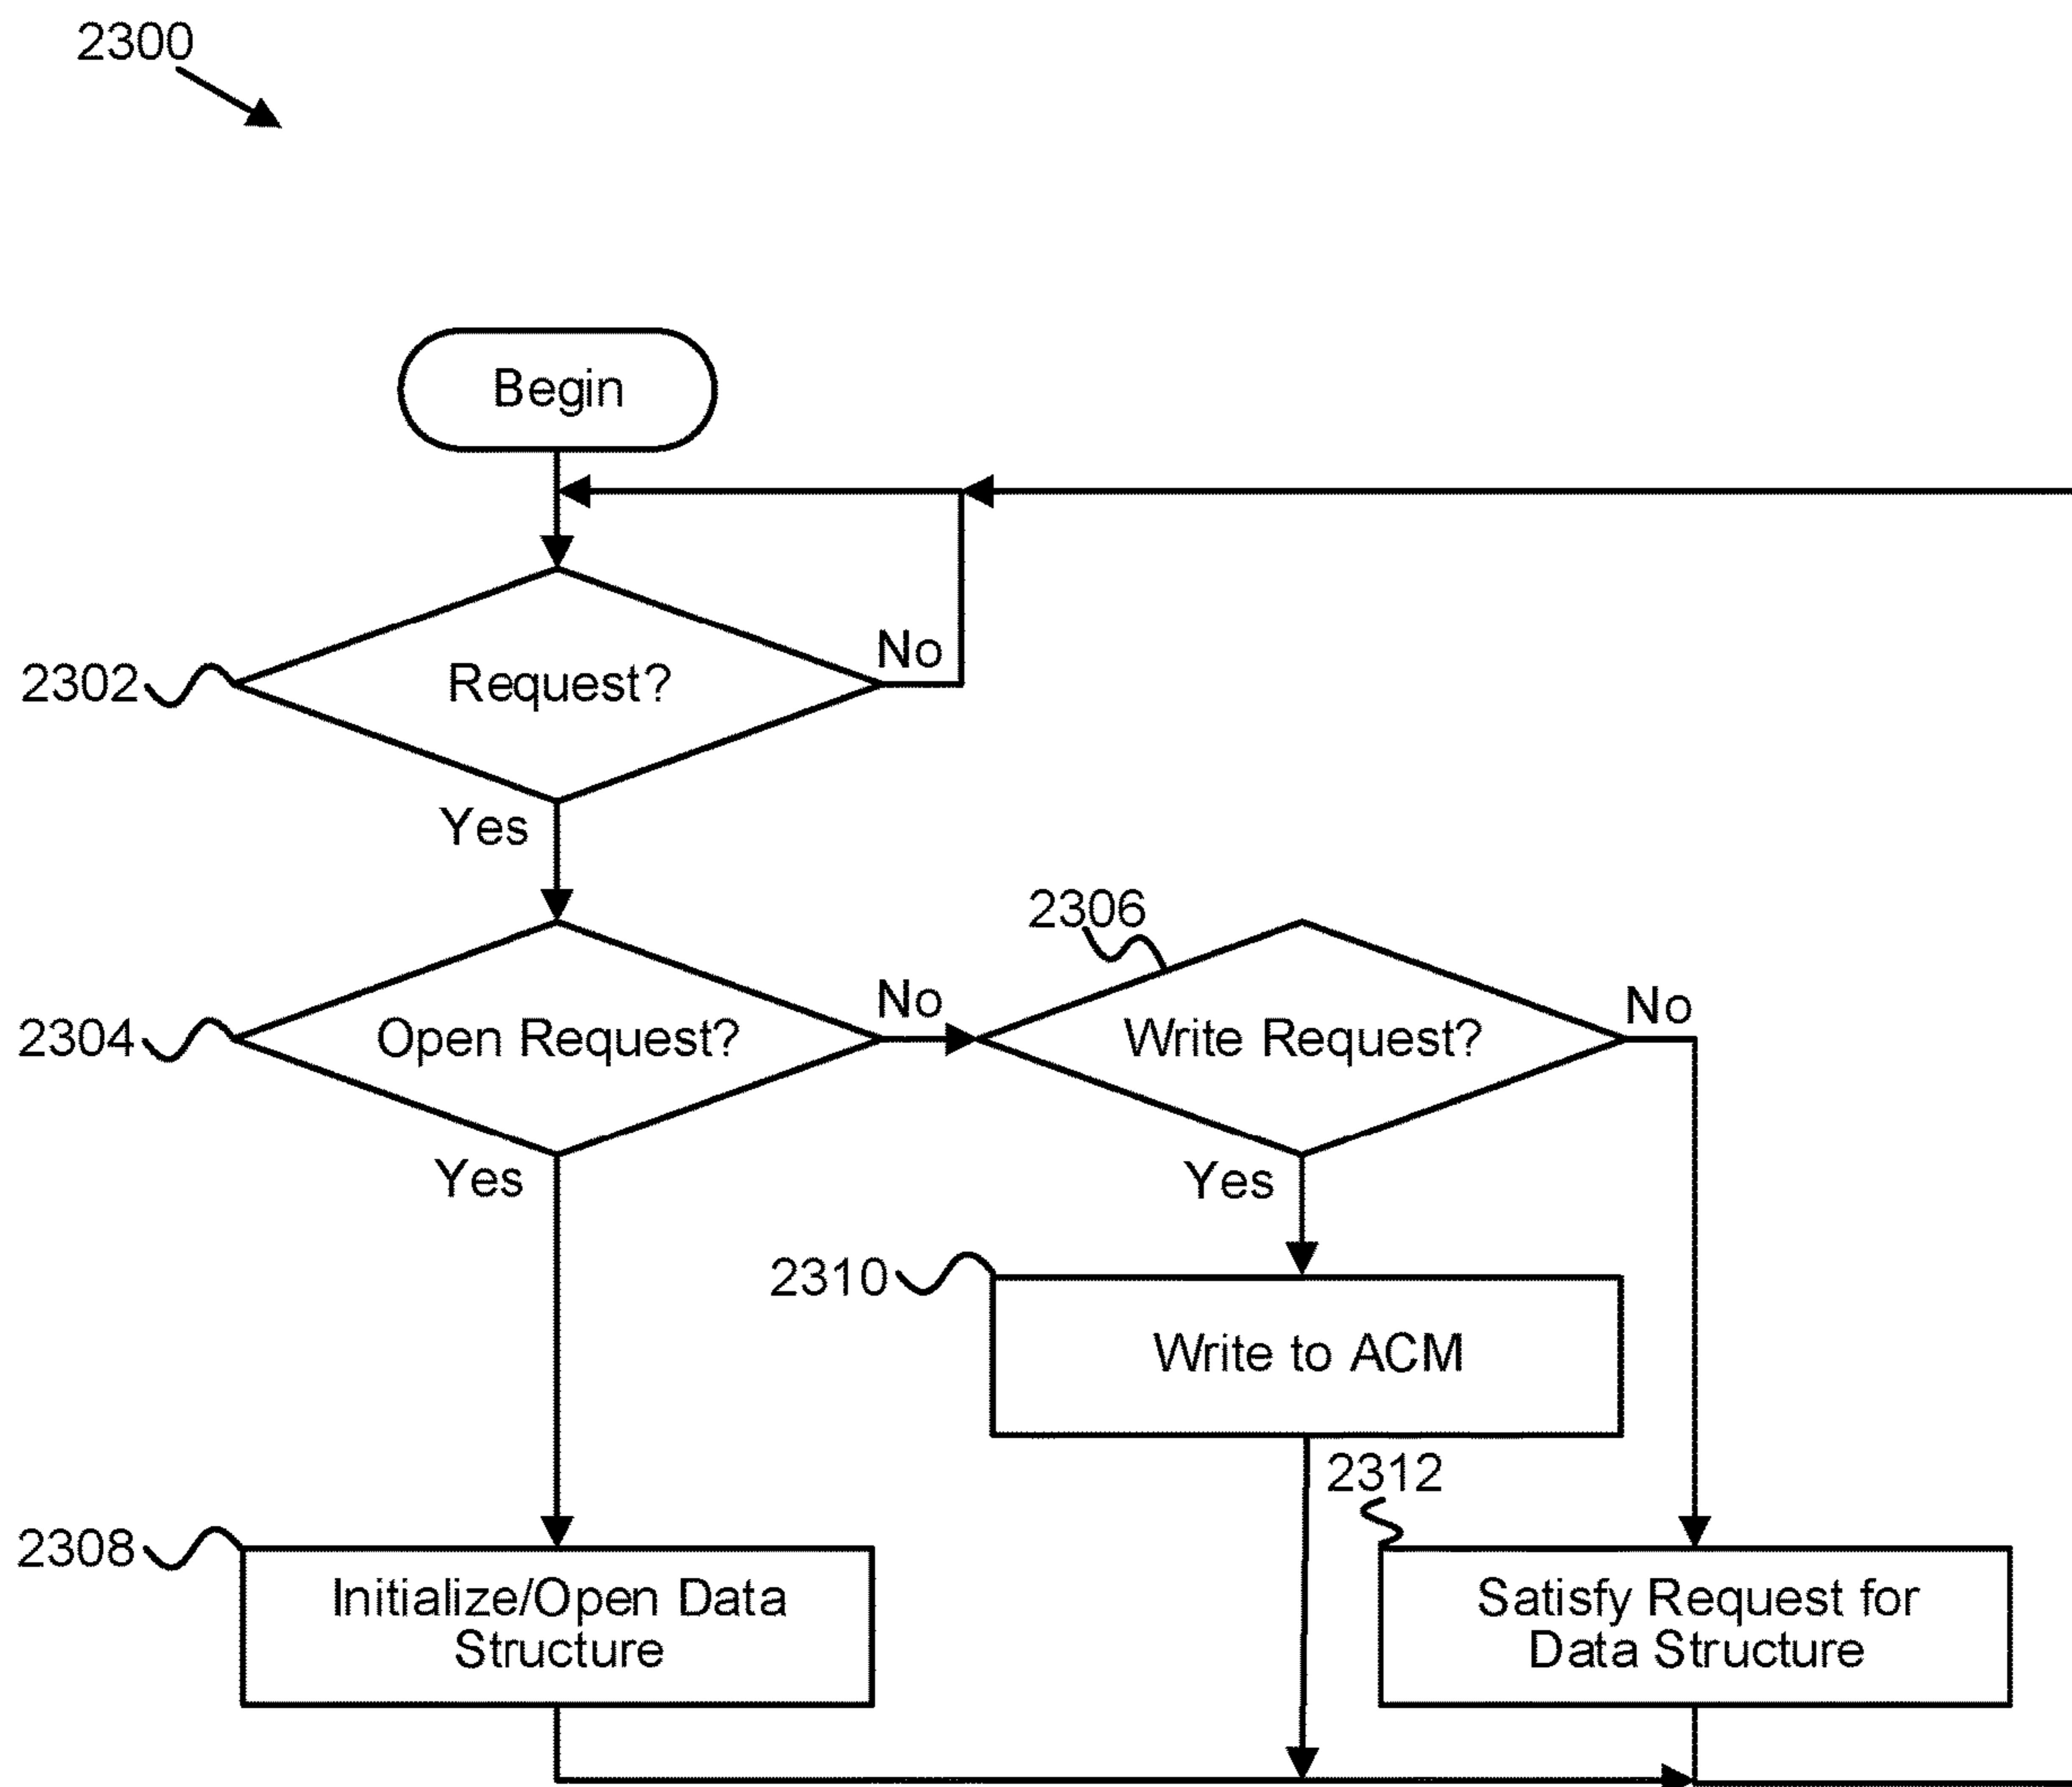 2300
Begin
No
2302
Request?
Yes
2306
No
No
2304
Open Request?
Write Request?
Yes
Yes
2310
Write to ACM
2312
2308
Initialize/Open Data
Structure
Satisfy Request for
Data Structure